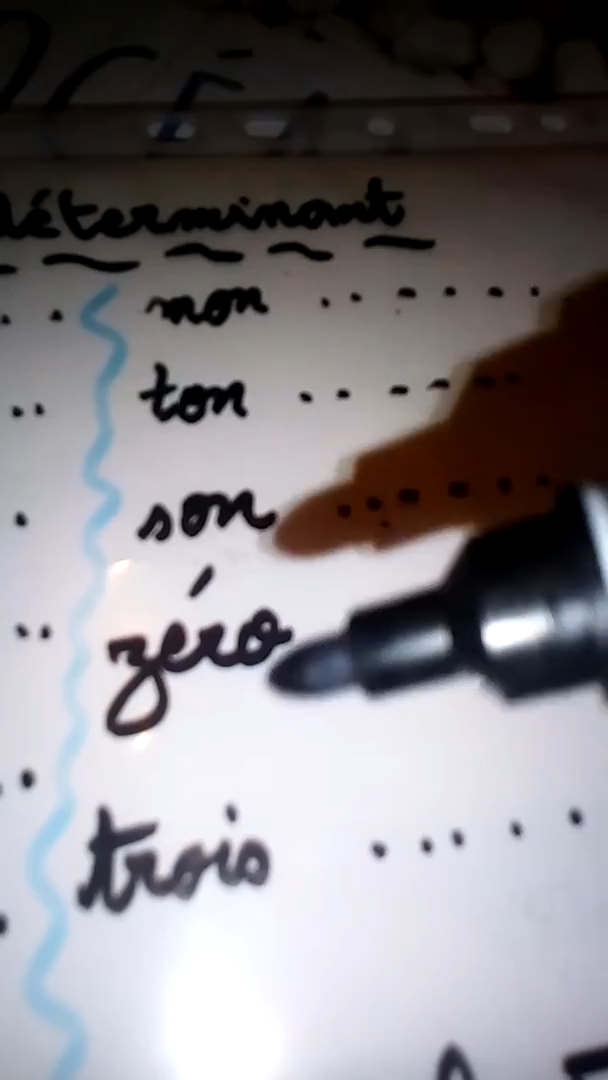 déterminant
mon .......
ton .......
son .......
zéro
trois .....